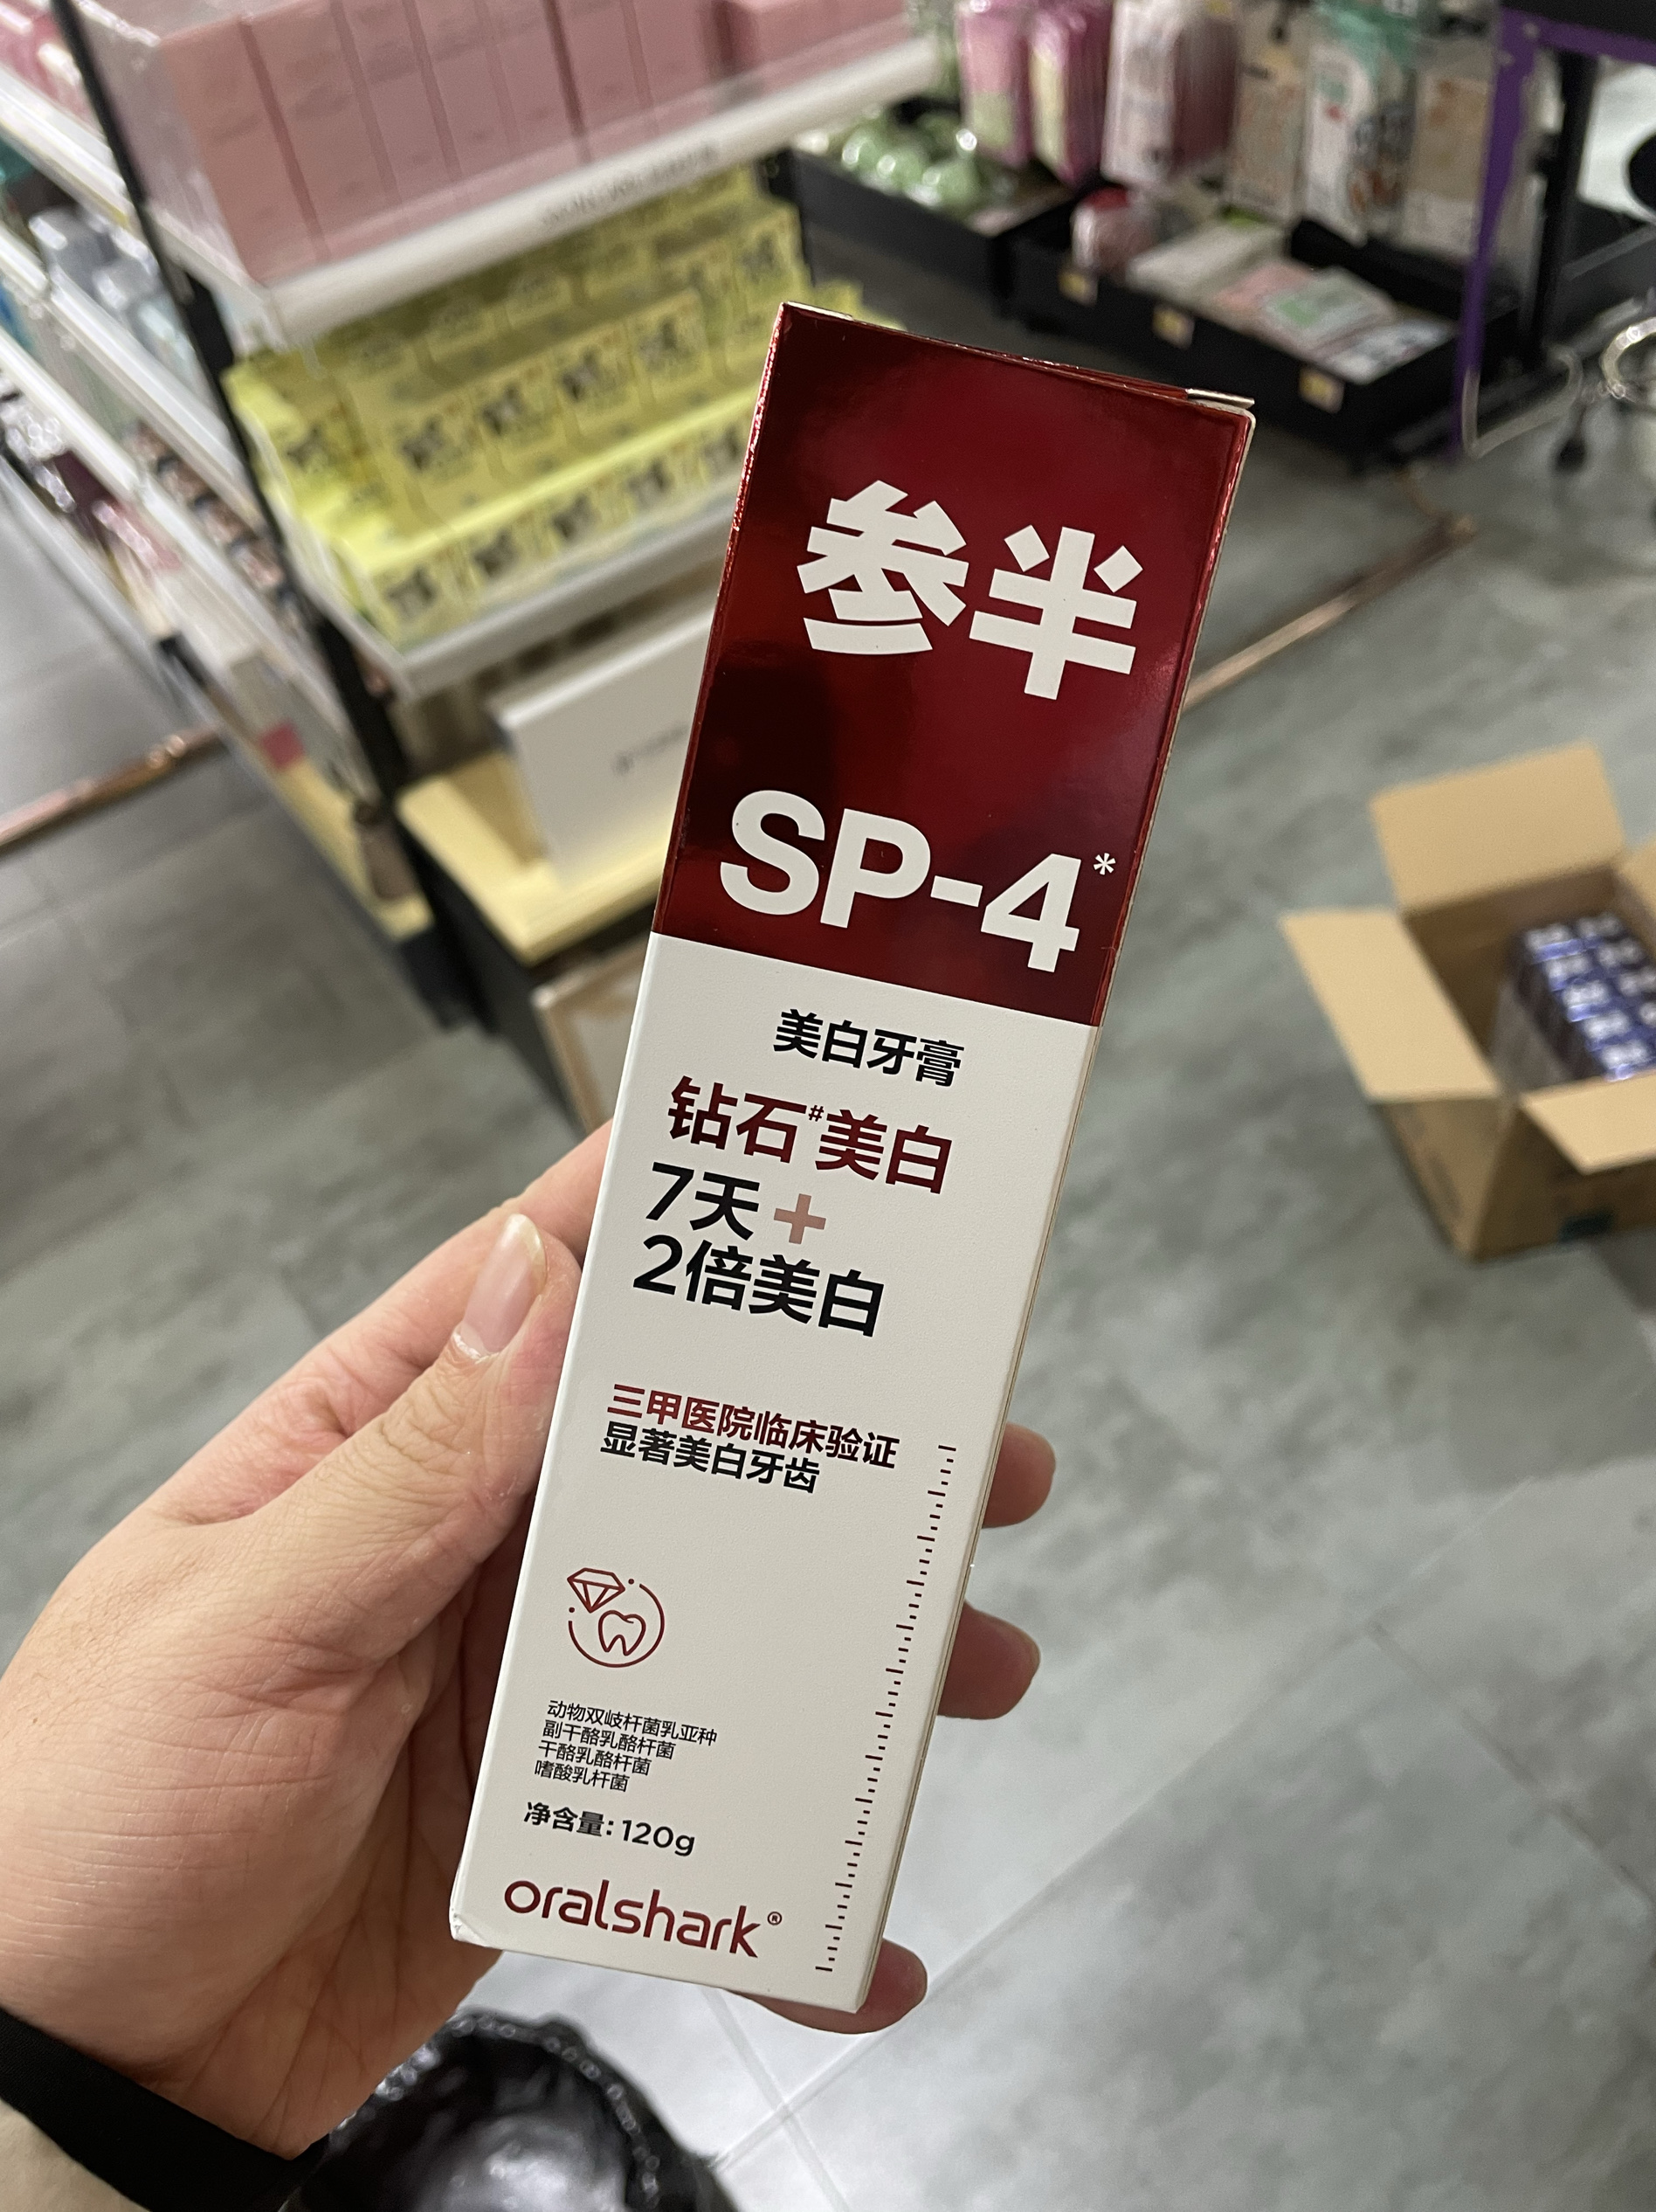 参半
SP-4*
美白牙膏
钻石#美白
7天+
2倍美白
三甲医院临床验证
显著美白牙齿
动物双岐杆菌乳亚种
副干酪乳酪杆菌
干酪乳酪杆菌
嗜酸乳杆菌
净含量：120g
oralshark®